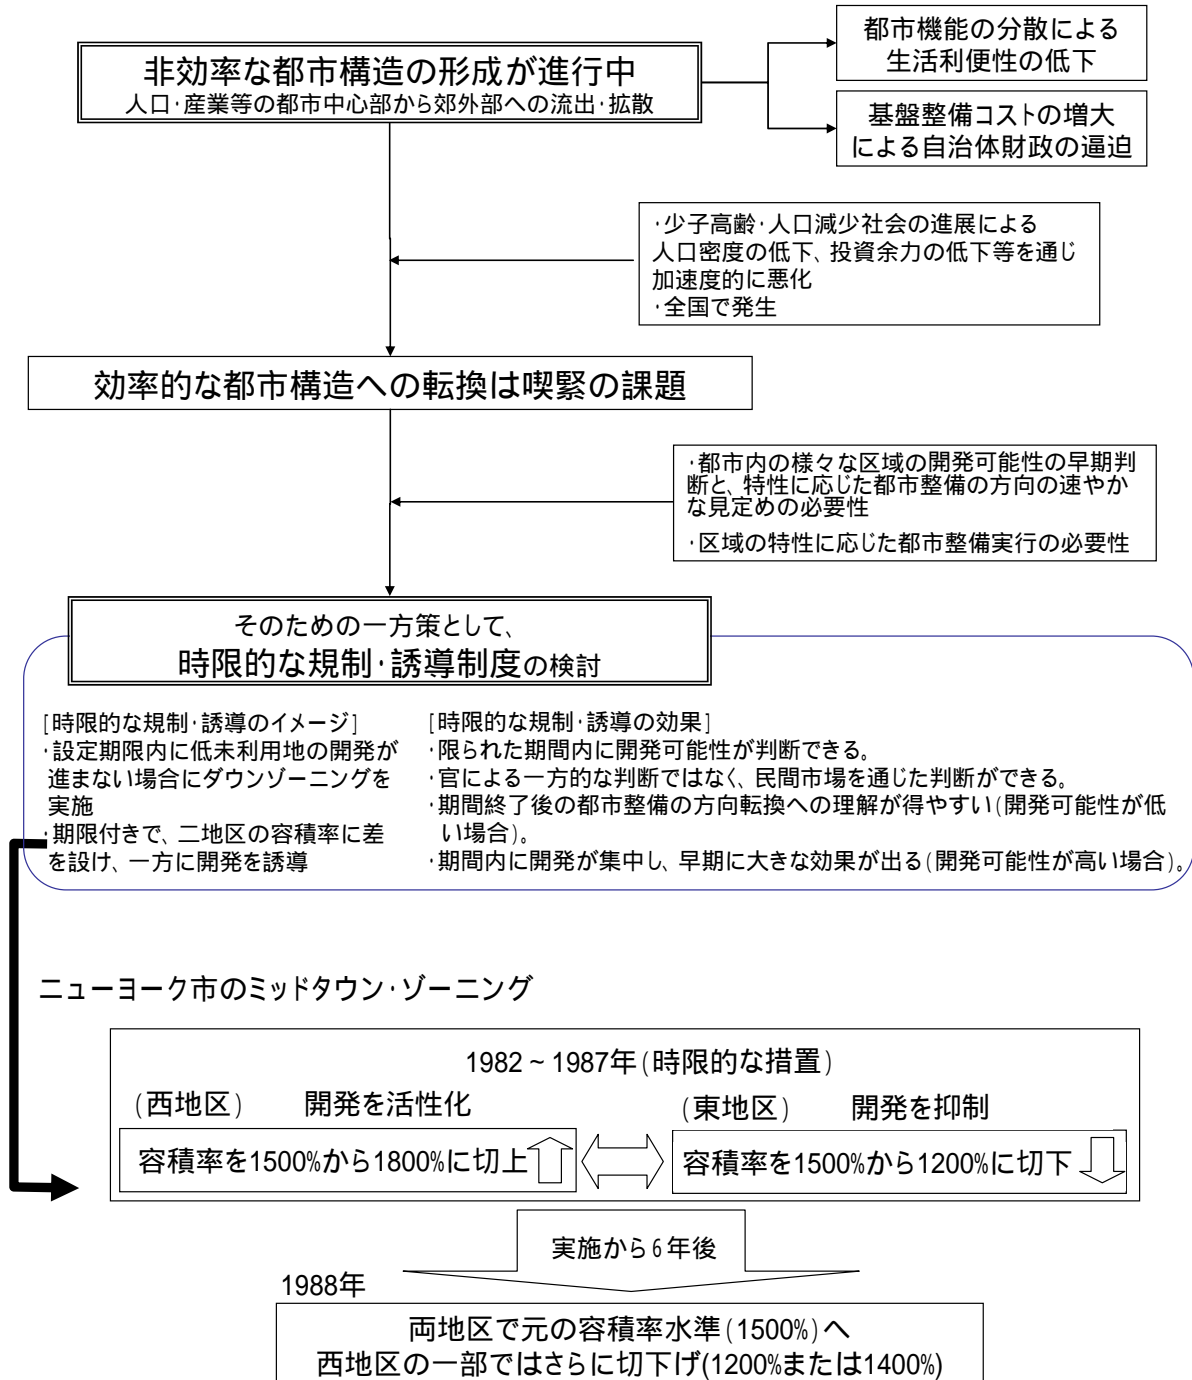 非効率な都市構造の形成が進行中
人口・産業等の都市中心部から郊外部への流出・拡散
都市機能の分散による
生活利便性の低下
基盤整備コストの増大
による自治体財政の逼迫
・少子高齢・人口減少社会の進展による
人口密度の低下、投資余力の低下等を通じ
加速度的に悪化
・全国で発生
効率的な都市構造への転換は喫緊の課題
・都市内の様々な区域の開発可能性の早期判
断と、特性に応じた都市整備の方向の速やか
な見定めの必要性
・区域の特性に応じた都市整備実行の必要性
そのための一方策として、
時限的な規制・誘導制度の検討
[時限的な規制・誘導のイメージ]
・設定期限内に低未利用地の開発が
進まない場合にダウンゾーニングを
実施
・期限付きで、二地区の容積率に差
を設け、一方に開発を誘導
[時限的な規制・誘導の効果]
・限られた期間内に開発可能性が判断できる。
・官による一方的な判断ではなく、民間市場を通じた判断ができる。
・期間終了後の都市整備の方向転換への理解が得やすい(開発可能性が低
い場合)。
・期間内に開発が集中し、早期に大きな効果が出る(開発可能性が高い場合)。
ニューヨーク市のミッドタウン・ゾーニング
1982~1987年(時限的な措置)
(西地区) 開発を活性化
容積率を1500%から1800%に切上
(東地区) 開発を抑制
容積率を1500%から1200%に切下
実施から6年後
1988年
両地区で元の容積率水準(1500%)へ
西地区の一部ではさらに切下げ(1200%または1400%)